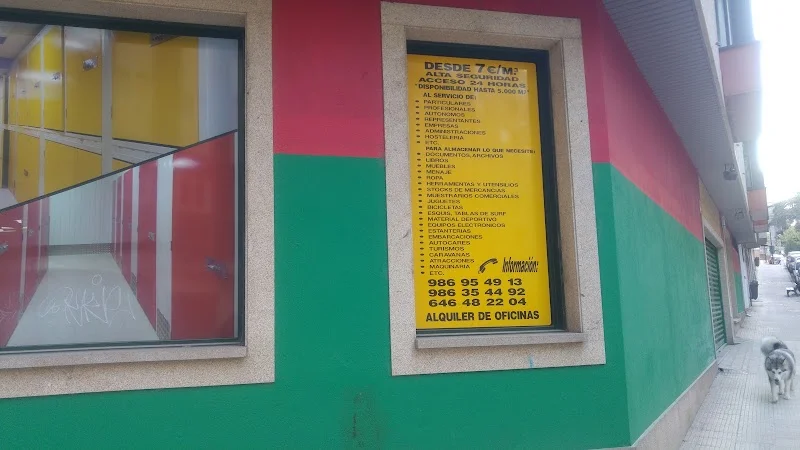 DESDE 7 €/M.²
ALTA SEGURIDAD
ACCESO 24 HORAS
"DISPONIBILIDAD HASTA 5.000 M/²
AL SERVICIO DE:
• PARTICULARES
• PROFESIONALES
• AUTONOMOS
• REPRESENTANTES
• EMPRESAS
• ADMINISTRACIONES
• HOSTELERIA
• ETC.
PARA ALMACENAR LO QUE NECESITE:
• DOCUMENTOS,ARCHIVOS
• LIBROS
• MUEBLES
• MENAJE
• ROPA
• HERRAMIENTAS Y UTENSILIOS
• STOCKS DE MERCANCIAS
• MUESTRARIOS COMERCIALES
• JUGUETES
• BICICLETAS
• ESQUIS, TABLAS DE SURF
• MATERIAL DEPORTIVO
• EQUIPOS ELECTRONICOS
• ESTANTERIAS
• EMBARCACIONES
• AUTOCARES
• TURISMOS
• CARAVANAS
• ATRACCIONES
• MAQUINARIA
• ETC.
Información:
986 95 49 13
986 35 44 92
646 48 22 04
ALQUILER DE OFICINAS